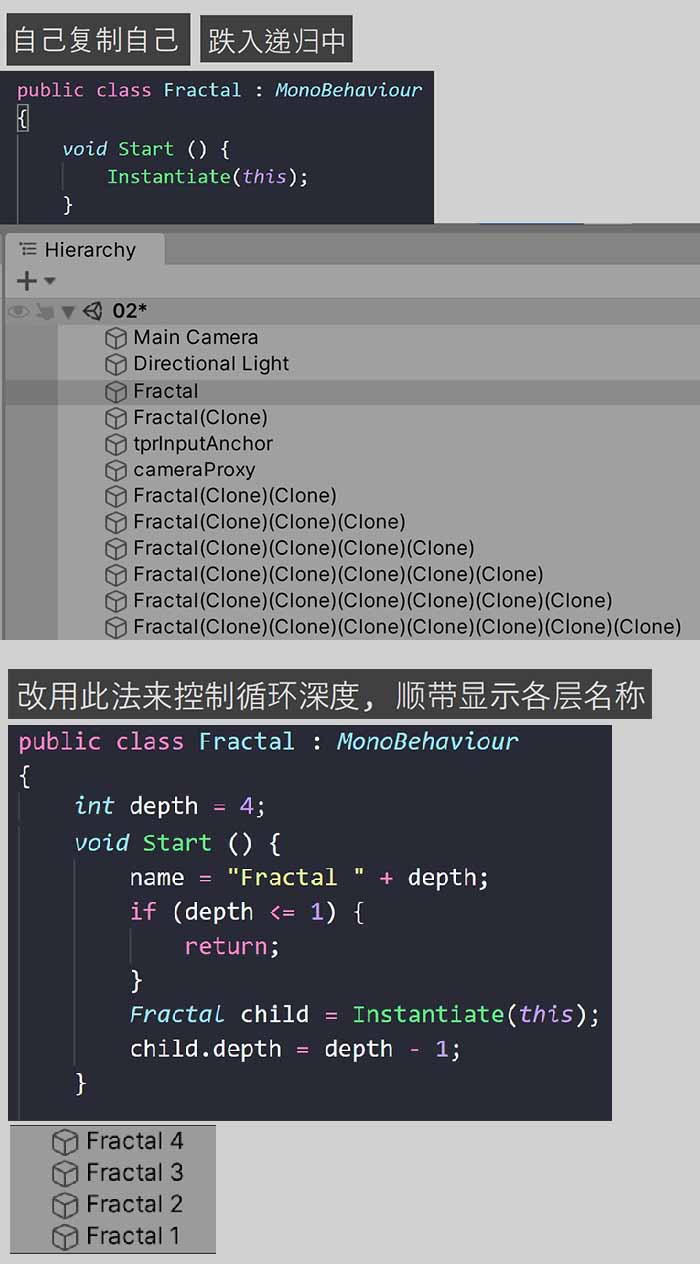 自己复制自己 跌入递归中
public class Fractal : MonoBehaviour
{
void Start () {
Instantiate(this);
}
Hierarchy
02*
Main Camera
Directional Light
Fractal
Fractal(Clone)
tprInputAnchor
cameraProxy
Fractal(Clone)(Clone)
Fractal(Clone)(Clone)(Clone)
Fractal(Clone)(Clone)(Clone)(Clone)
Fractal(Clone)(Clone)(Clone)(Clone)(Clone)
Fractal(Clone)(Clone)(Clone)(Clone)(Clone)(Clone)
Fractal(Clone)(Clone)(Clone)(Clone)(Clone)(Clone)(Clone)
改用此法来控制循环深度, 顺带显示各层名称
public class Fractal : MonoBehaviour
{
int depth = 4;
void Start () {
name = "Fractal " + depth;
if (depth <= 1) {
return;
}
Fractal child = Instantiate(this);
child.depth = depth - 1;
}
Fractal 4
Fractal 3
Fractal 2
Fractal 1